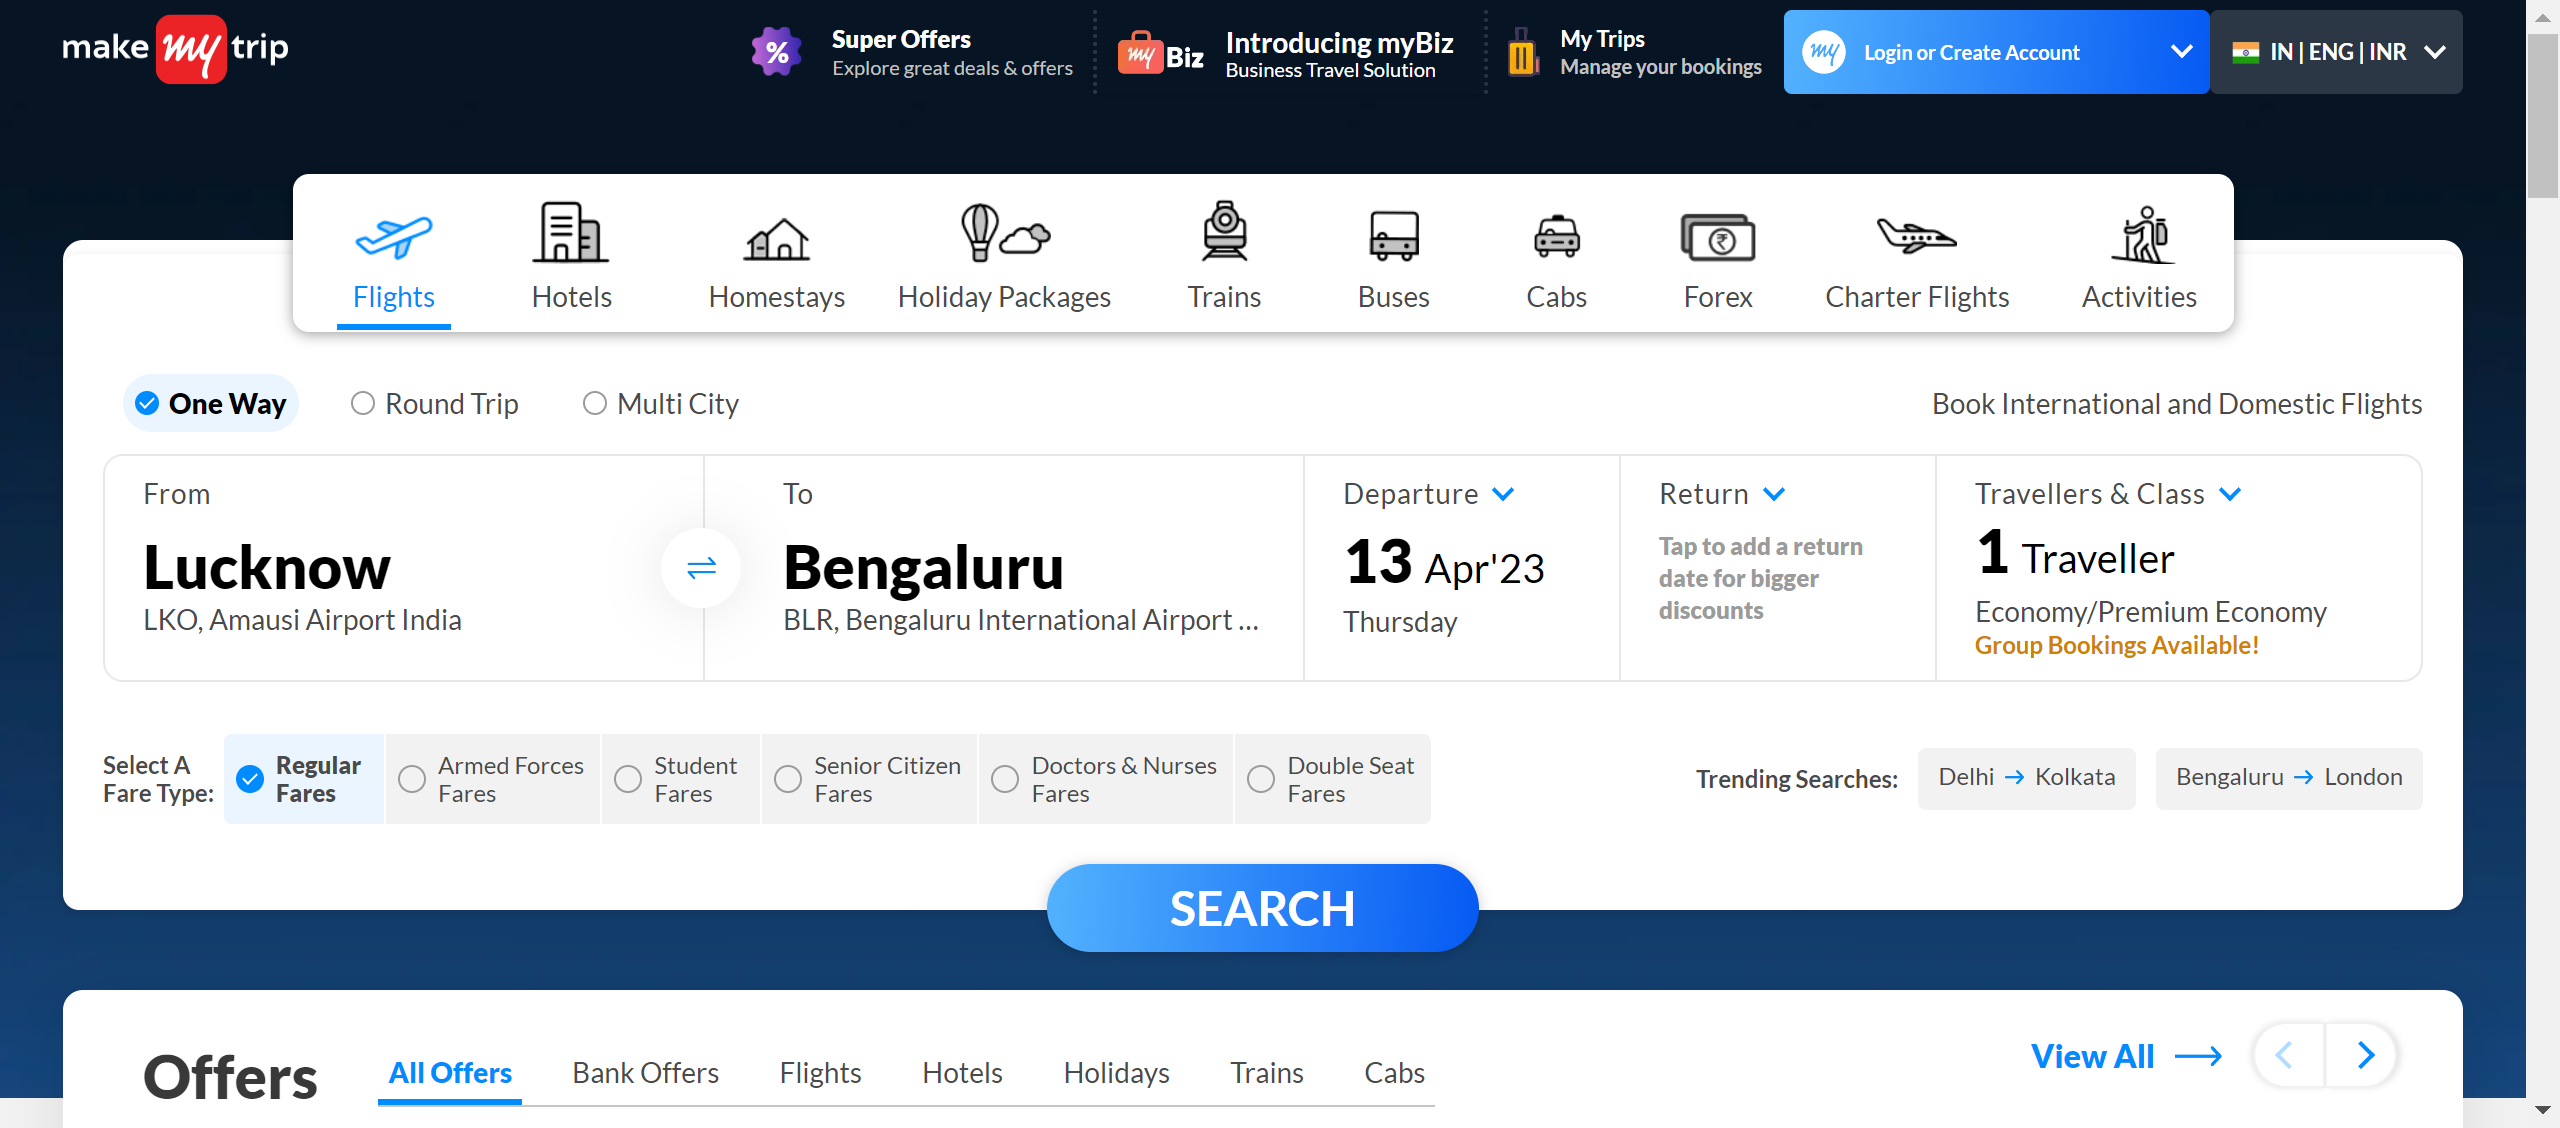 make my trip
%
Super Offers
Explore great deals & offers
my Biz
Introducing myBiz
Business Travel Solution
My Trips
Manage your bookings
my
Login or Create Account
IN | ENG | INR
Flights
Hotels
Homestays
Holiday Packages
Trains
Buses
Cabs
₹
Forex
Charter Flights
Activities
One Way
Round Trip
Multi City
Book International and Domestic Flights
From
Lucknow
LKO, Amausi Airport India
To
Bengaluru
BLR, Bengaluru International Airport ...
Departure
13 Apr'23
Thursday
Return
Tap to add a return
date for bigger
discounts
Travellers & Class
1 Traveller
Economy/Premium Economy
Group Bookings Available!
Select A
Fare Type:
Regular
Fares
Armed Forces
Fares
Student
Fares
Senior Citizen
Fares
Doctors & Nurses
Fares
Double Seat
Fares
Trending Searches:
Delhi → Kolkata
Bengaluru → London
SEARCH
Offers
All Offers
Bank Offers
Flights
Hotels
Holidays
Trains
Cabs
View All